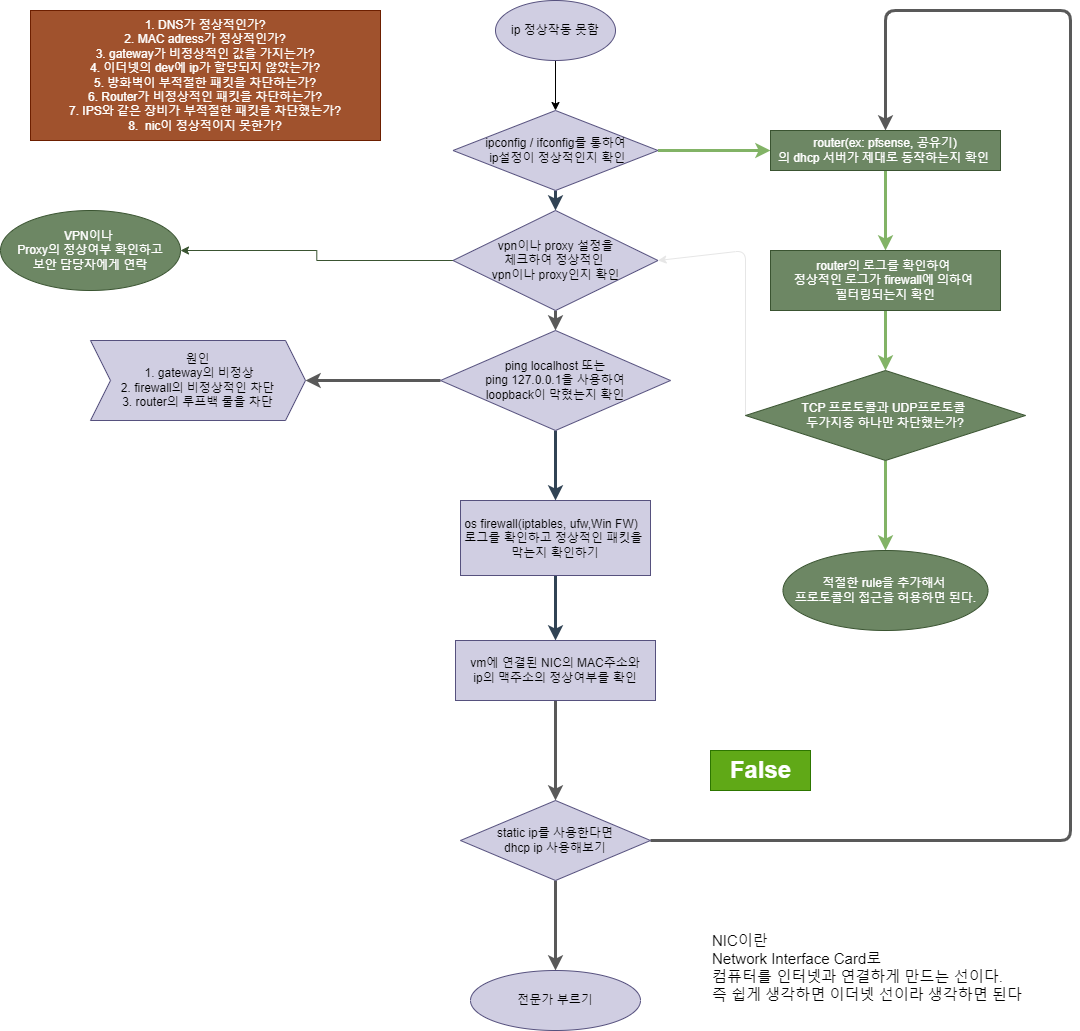 1. DNS가 정상적인가?
2. MAC adress가 정상적인가?
3. gateway가 비정상적인 값을 가지는가?
4. 이더넷의 dev에 ip가 할당되지 않았는가?
5. 방화벽이 부적절한 패킷을 차단하는가?
6. Router가 비정상적인 패킷을 차단하는가?
7. IPS와 같은 장비가 부적절한 패킷을 차단했는가?
8. nic이 정상적이지 못한가?
ip 정상작동 못함
ipconfig / ifconfig를 통하여
ip설정이 정상적인지 확인
router(ex: pfsense, 공유기)
의 dhcp 서버가 제대로 동작하는지 확인
VPN이나
Proxy의 정상여부 확인하고
보안 담당자에게 연락
vpn이나 proxy 설정을
체크하여 정상적인
vpn이나 proxy인지 확인
router의 로그를 확인하여
정상적인 로그가 firewall에 의하여
필터링되는지 확인
원인
1. gateway의 비정상
2. firewall의 비정상적인 차단
3. router의 루프백 룰을 차단
ping localhost 또는
ping 127.0.0.1을 사용하여
loopback이 막혔는지 확인
TCP 프로토콜과 UDP프로토콜
두가지중 하나만 차단했는가?
os firewall(iptables, ufw,Win FW)
로그를 확인하고 정상적인 패킷을
막는지 확인하기
적절한 rule을 추가해서
프로토콜의 접근을 허용하면 된다.
vm에 연결된 NIC의 MAC주소와
ip의 맥주소의 정상여부를 확인
False
static ip를 사용한다면
dhcp ip 사용해보기
NIC이란
Network Interface Card로
컴퓨터를 인터넷과 연결하게 만드는 선이다.
즉 쉽게 생각하면 이더넷 선이라 생각하면 된다
전문가 부르기